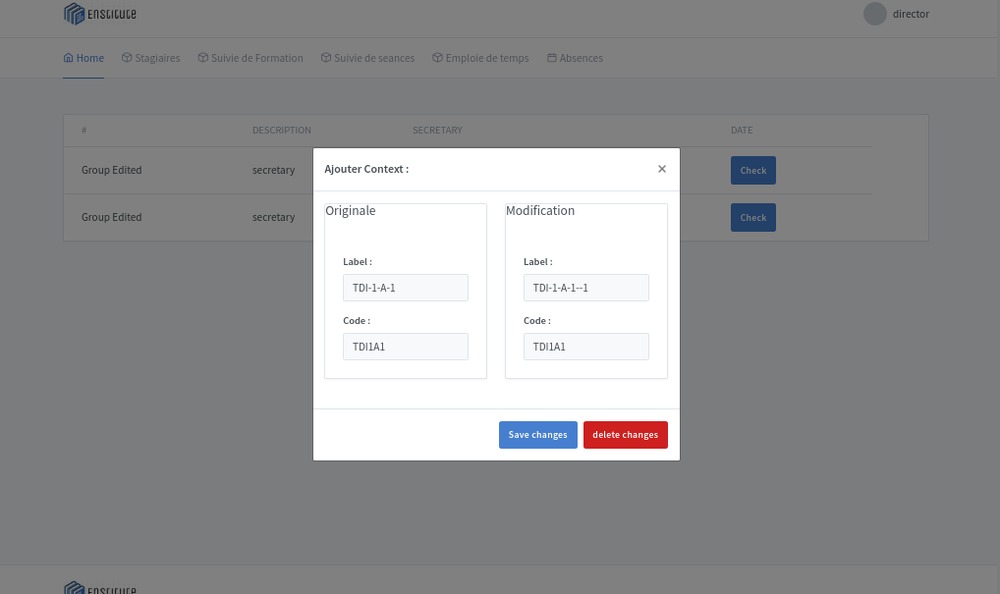 Enstitute
director
Home Stagiaires Suivie de Formation Suivie de seances Emploie de temps Absences
# DESCRIPTION SECRETARY DATE
Group Edited secretary Check
Group Edited secretary Check
Ajouter Context : ×
Originale
Label :
TDI-1-A-1
Code :
TDI1A1
Modification
Label :
TDI-1-A-1--1
Code :
TDI1A1
Save changes delete changes
Enstitute